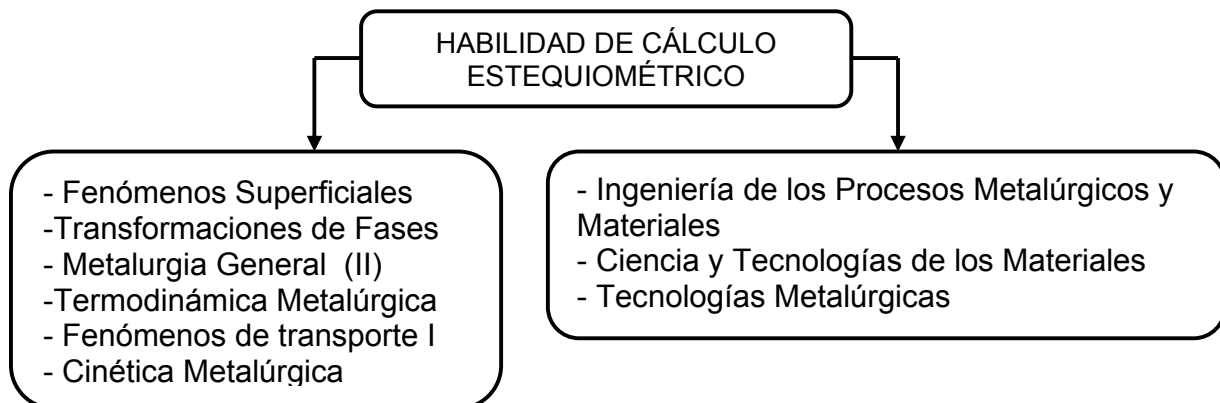 HABILIDAD DE CÁLCULO
ESTEQUIOMÉTRICO
- Fenómenos Superficiales
-Transformaciones de Fases
- Metalurgia General (II)
-Termodinámica Metalúrgica
- Fenómenos de transporte I
- Cinética Metalúrgica
- Ingeniería de los Procesos Metalúrgicos y
Materiales
- Ciencia y Tecnologías de los Materiales
- Tecnologías Metalúrgicas